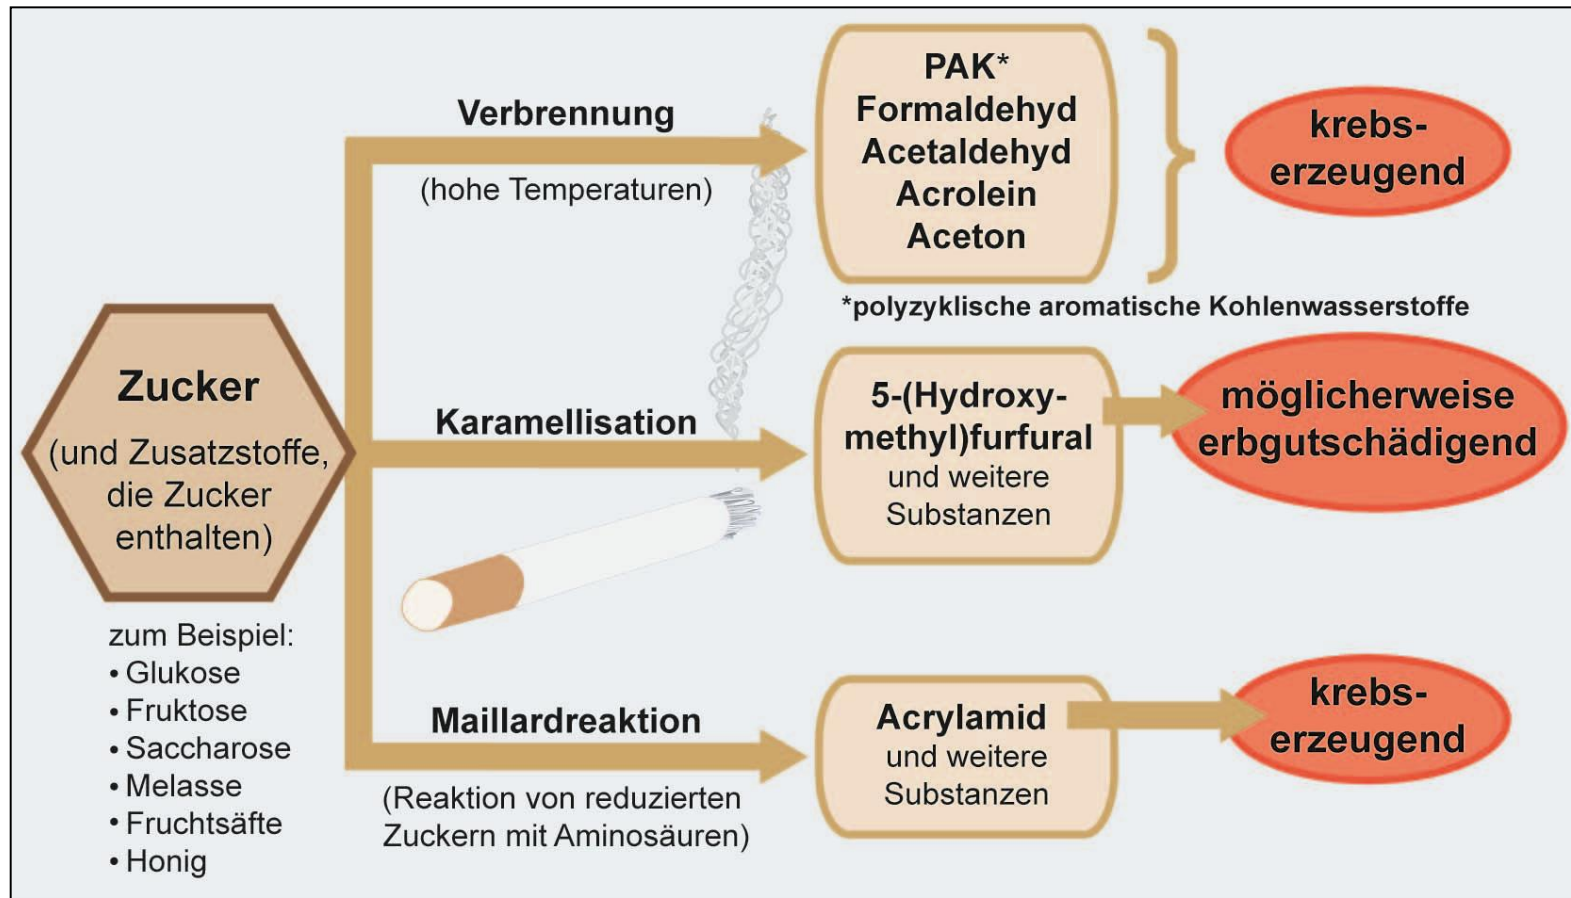 Zucker
(und Zusatzstoffe,
die Zucker
enthalten)
zum Beispiel:
• Glukose
• Fruktose
• Saccharose
• Melasse
• Fruchtsäfte
• Honig
Verbrennung
(hohe Temperaturen)
PAK*
Formaldehyd
Acetaldehyd
Acrolein
Aceton
krebs-
erzeugend
*polyzyklische aromatische Kohlenwasserstoffe
Karamellisation
5-(Hydroxy-
methyl)furfural
und weitere
Substanzen
möglicherweise
erbgutschädigend
Maillardreaktion
(Reaktion von reduzierten
Zuckern mit Aminosäuren)
Acrylamid
und weitere
Substanzen
krebs-
erzeugend